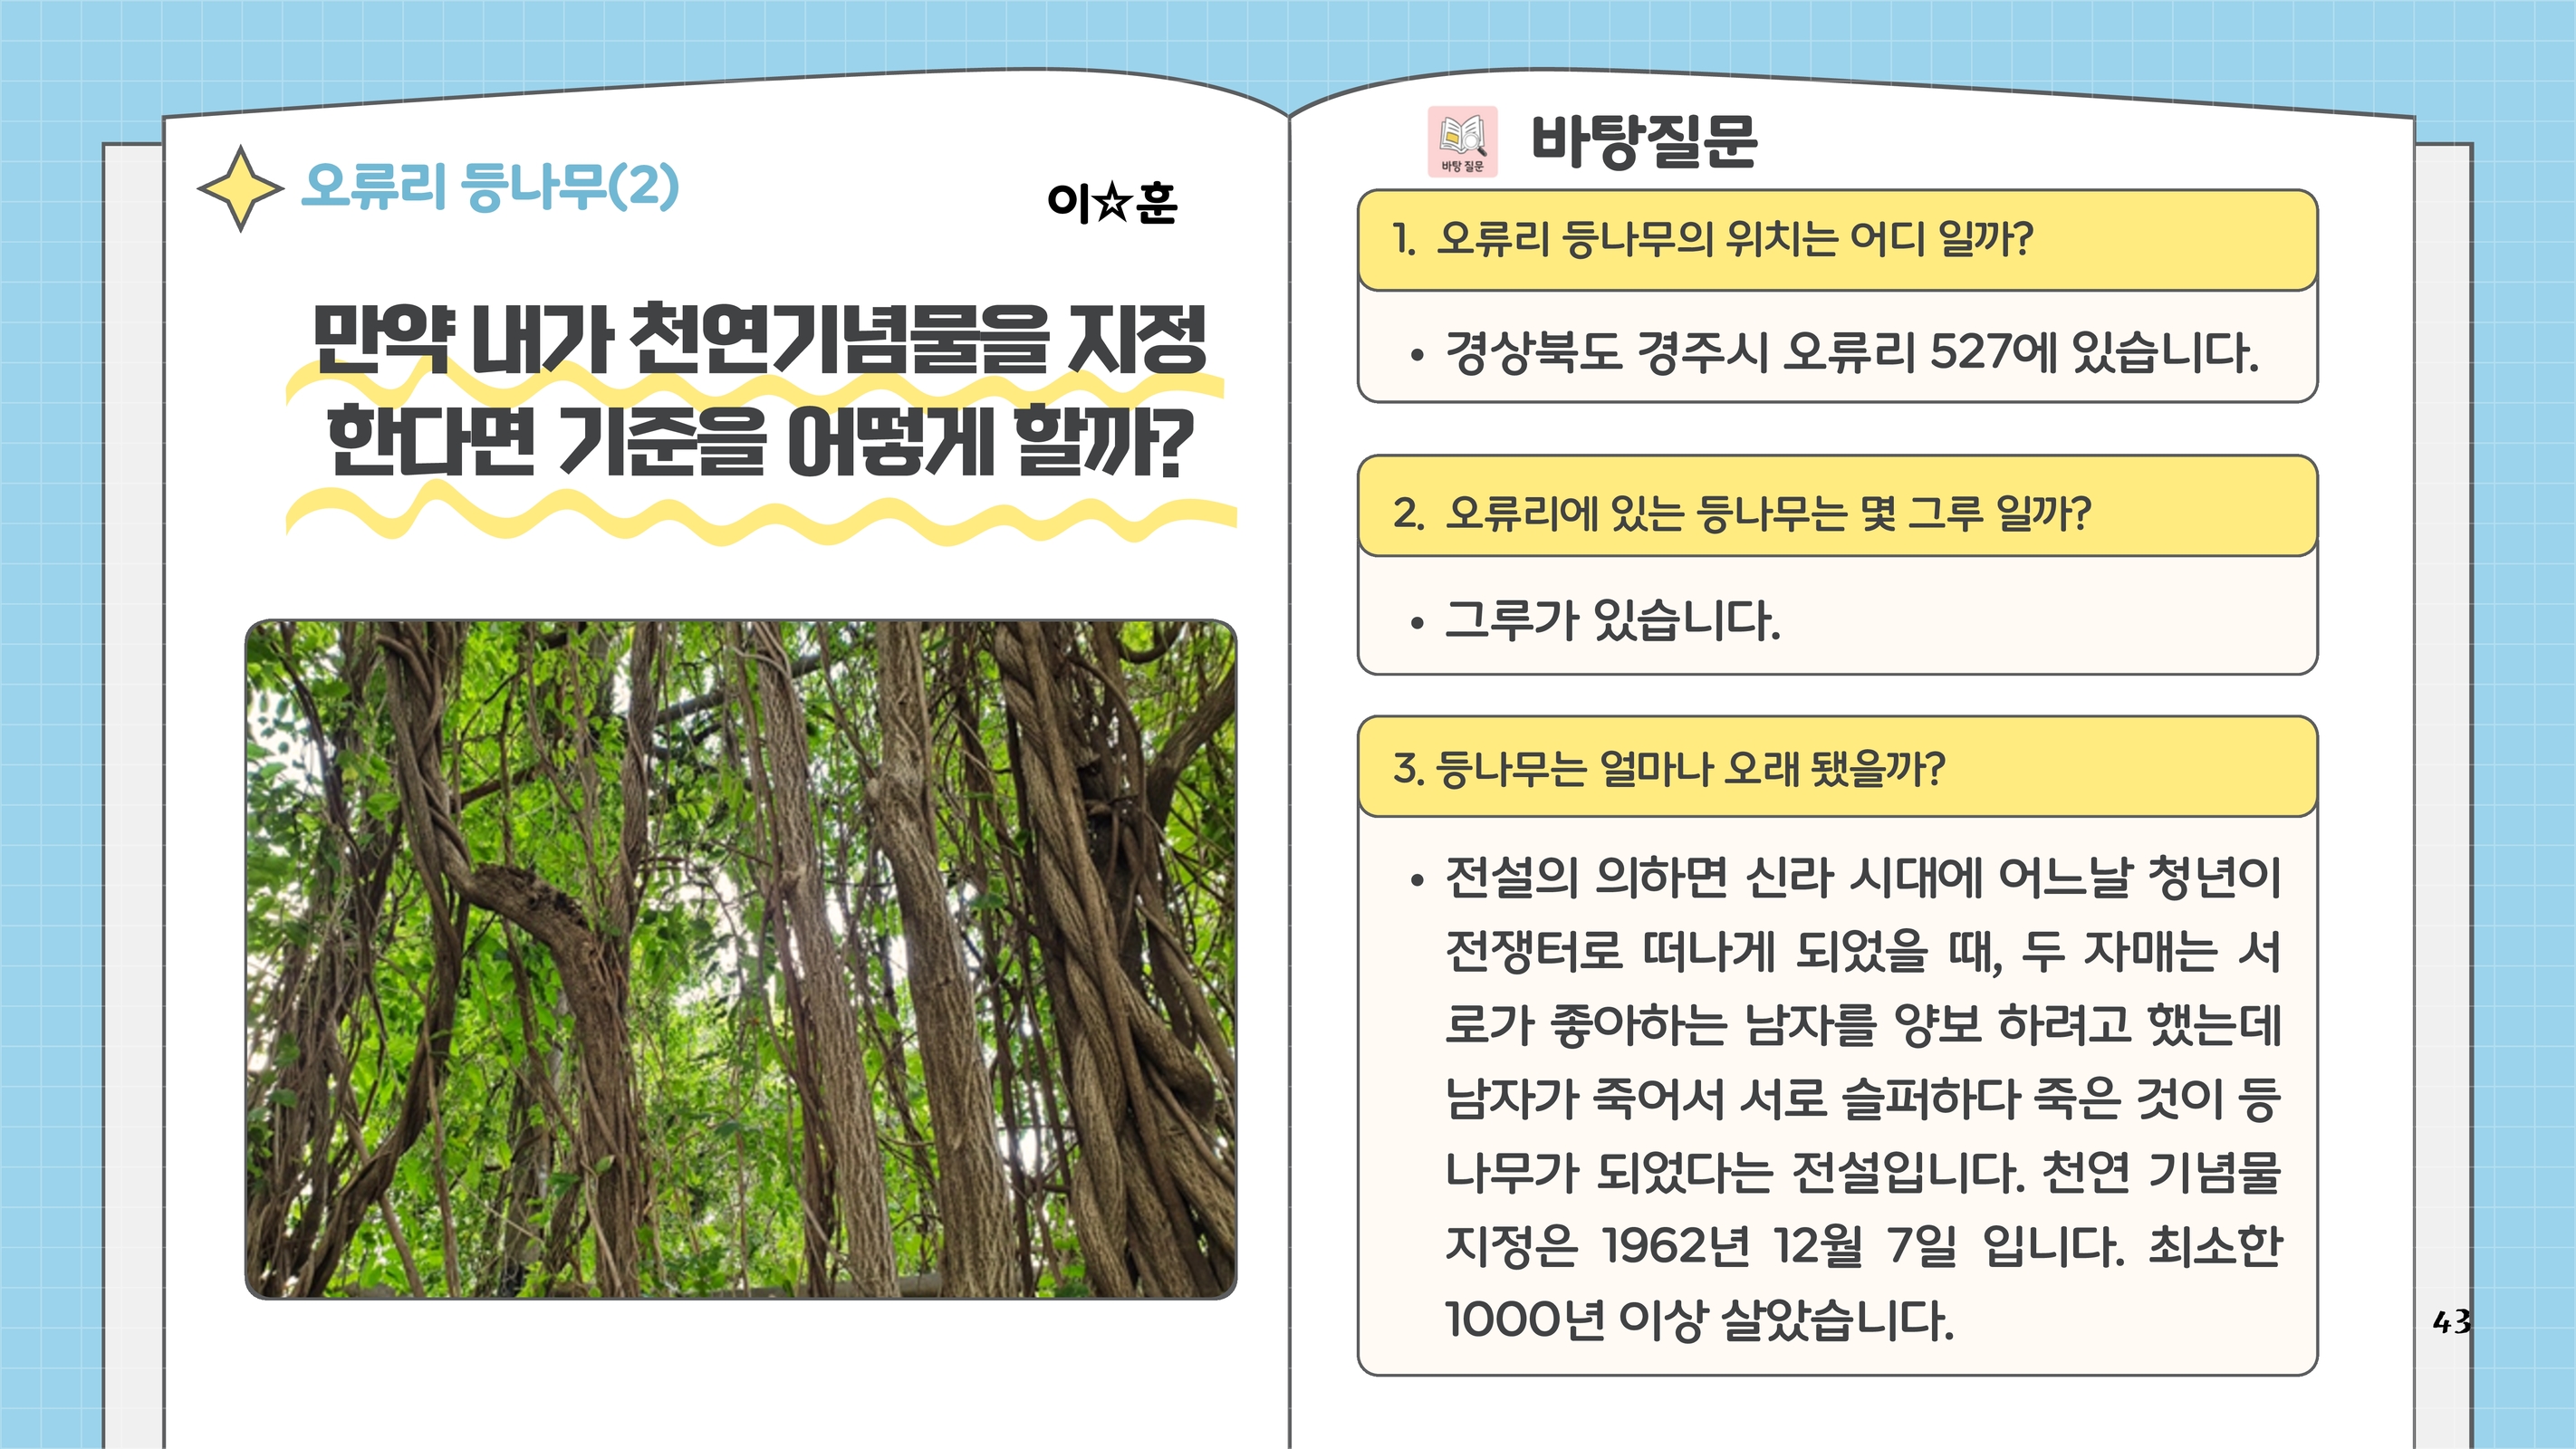 오류리 등나무(2)
이☆훈
만약 내가 천연기념물을 지정
한다면 기준을 어떻게 할까?
바탕 질문
바탕질문
1. 오류리 등나무의 위치는 어디 일까?
• 경상북도 경주시 오류리 527에 있습니다.
2. 오류리에 있는 등나무는 몇 그루 일까?
• 그루가 있습니다.
3. 등나무는 얼마나 오래 됐을까?
• 전설의 의하면 신라 시대에 어느날 청년이
전쟁터로 떠나게 되었을 때, 두 자매는 서
로가 좋아하는 남자를 양보 하려고 했는데
남자가 죽어서 서로 슬퍼하다 죽은 것이 등
나무가 되었다는 전설입니다. 천연 기념물
지정은 1962년 12월 7일 입니다. 최소한
1000년 이상 살았습니다.
43